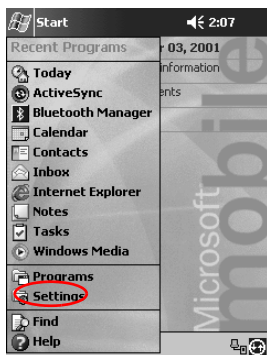 Start 2:07
Recent Programs r 03, 2001
Today information
ActiveSync ents
Bluetooth Manager
Calendar
Contacts
Inbox
Internet Explorer
Notes
Tasks
Windows Media
Programs
Settings
Find
Help
Microsoft
mobile